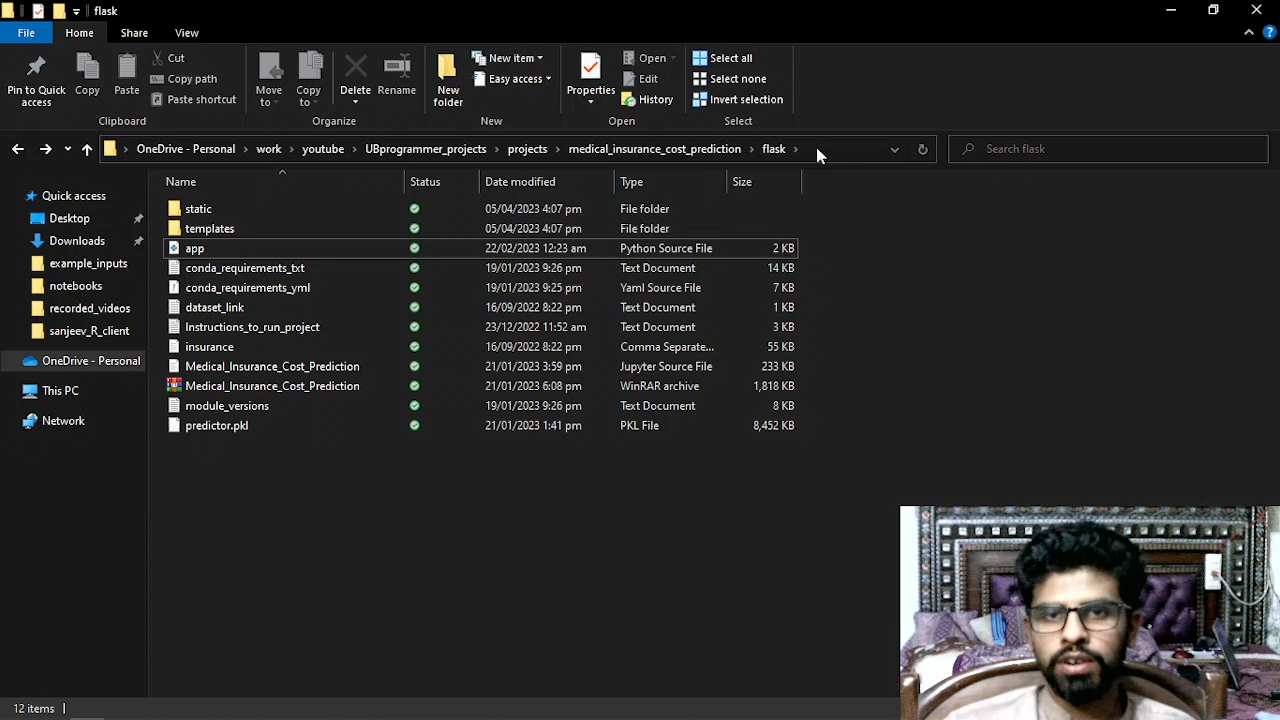 flask
File Home Share View
Pin to Quick access
Copy
Paste
Cut
Copy path
Paste shortcut
Clipboard
Move to
Copy to
Delete
Rename
Organize
New folder
New item
Easy access
New
Properties
Open
Edit
History
Open
Select all
Select none
Invert selection
Select
OneDrive - Personal › work › youtube › UBprogrammer_projects › projects › medical_insurance_cost_prediction › flask ›
Search flask
Name Status Date modified Type Size
Quick access
Desktop
Downloads
example_inputs
notebooks
recorded_videos
sanjeev_R_client
OneDrive - Personal
This PC
Network
static 05/04/2023 4:07 pm File folder
templates 05/04/2023 4:07 pm File folder
app 22/02/2023 12:23 am Python Source File 2 KB
conda_requirements_txt 19/01/2023 9:26 pm Text Document 14 KB
conda_requirements_yml 19/01/2023 9:25 pm Yaml Source File 7 KB
dataset_link 16/09/2022 8:22 pm Text Document 1 KB
Instructions_to_run_project 23/12/2022 11:52 am Text Document 3 KB
insurance 16/09/2022 8:22 pm Comma Separate... 55 KB
Medical_Insurance_Cost_Prediction 21/01/2023 3:59 pm Jupyter Source File 233 KB
Medical_Insurance_Cost_Prediction 21/01/2023 6:08 pm WinRAR archive 1,818 KB
module_versions 19/01/2023 9:26 pm Text Document 8 KB
predictor.pkl 21/01/2023 1:41 pm PKL File 8,452 KB
12 items